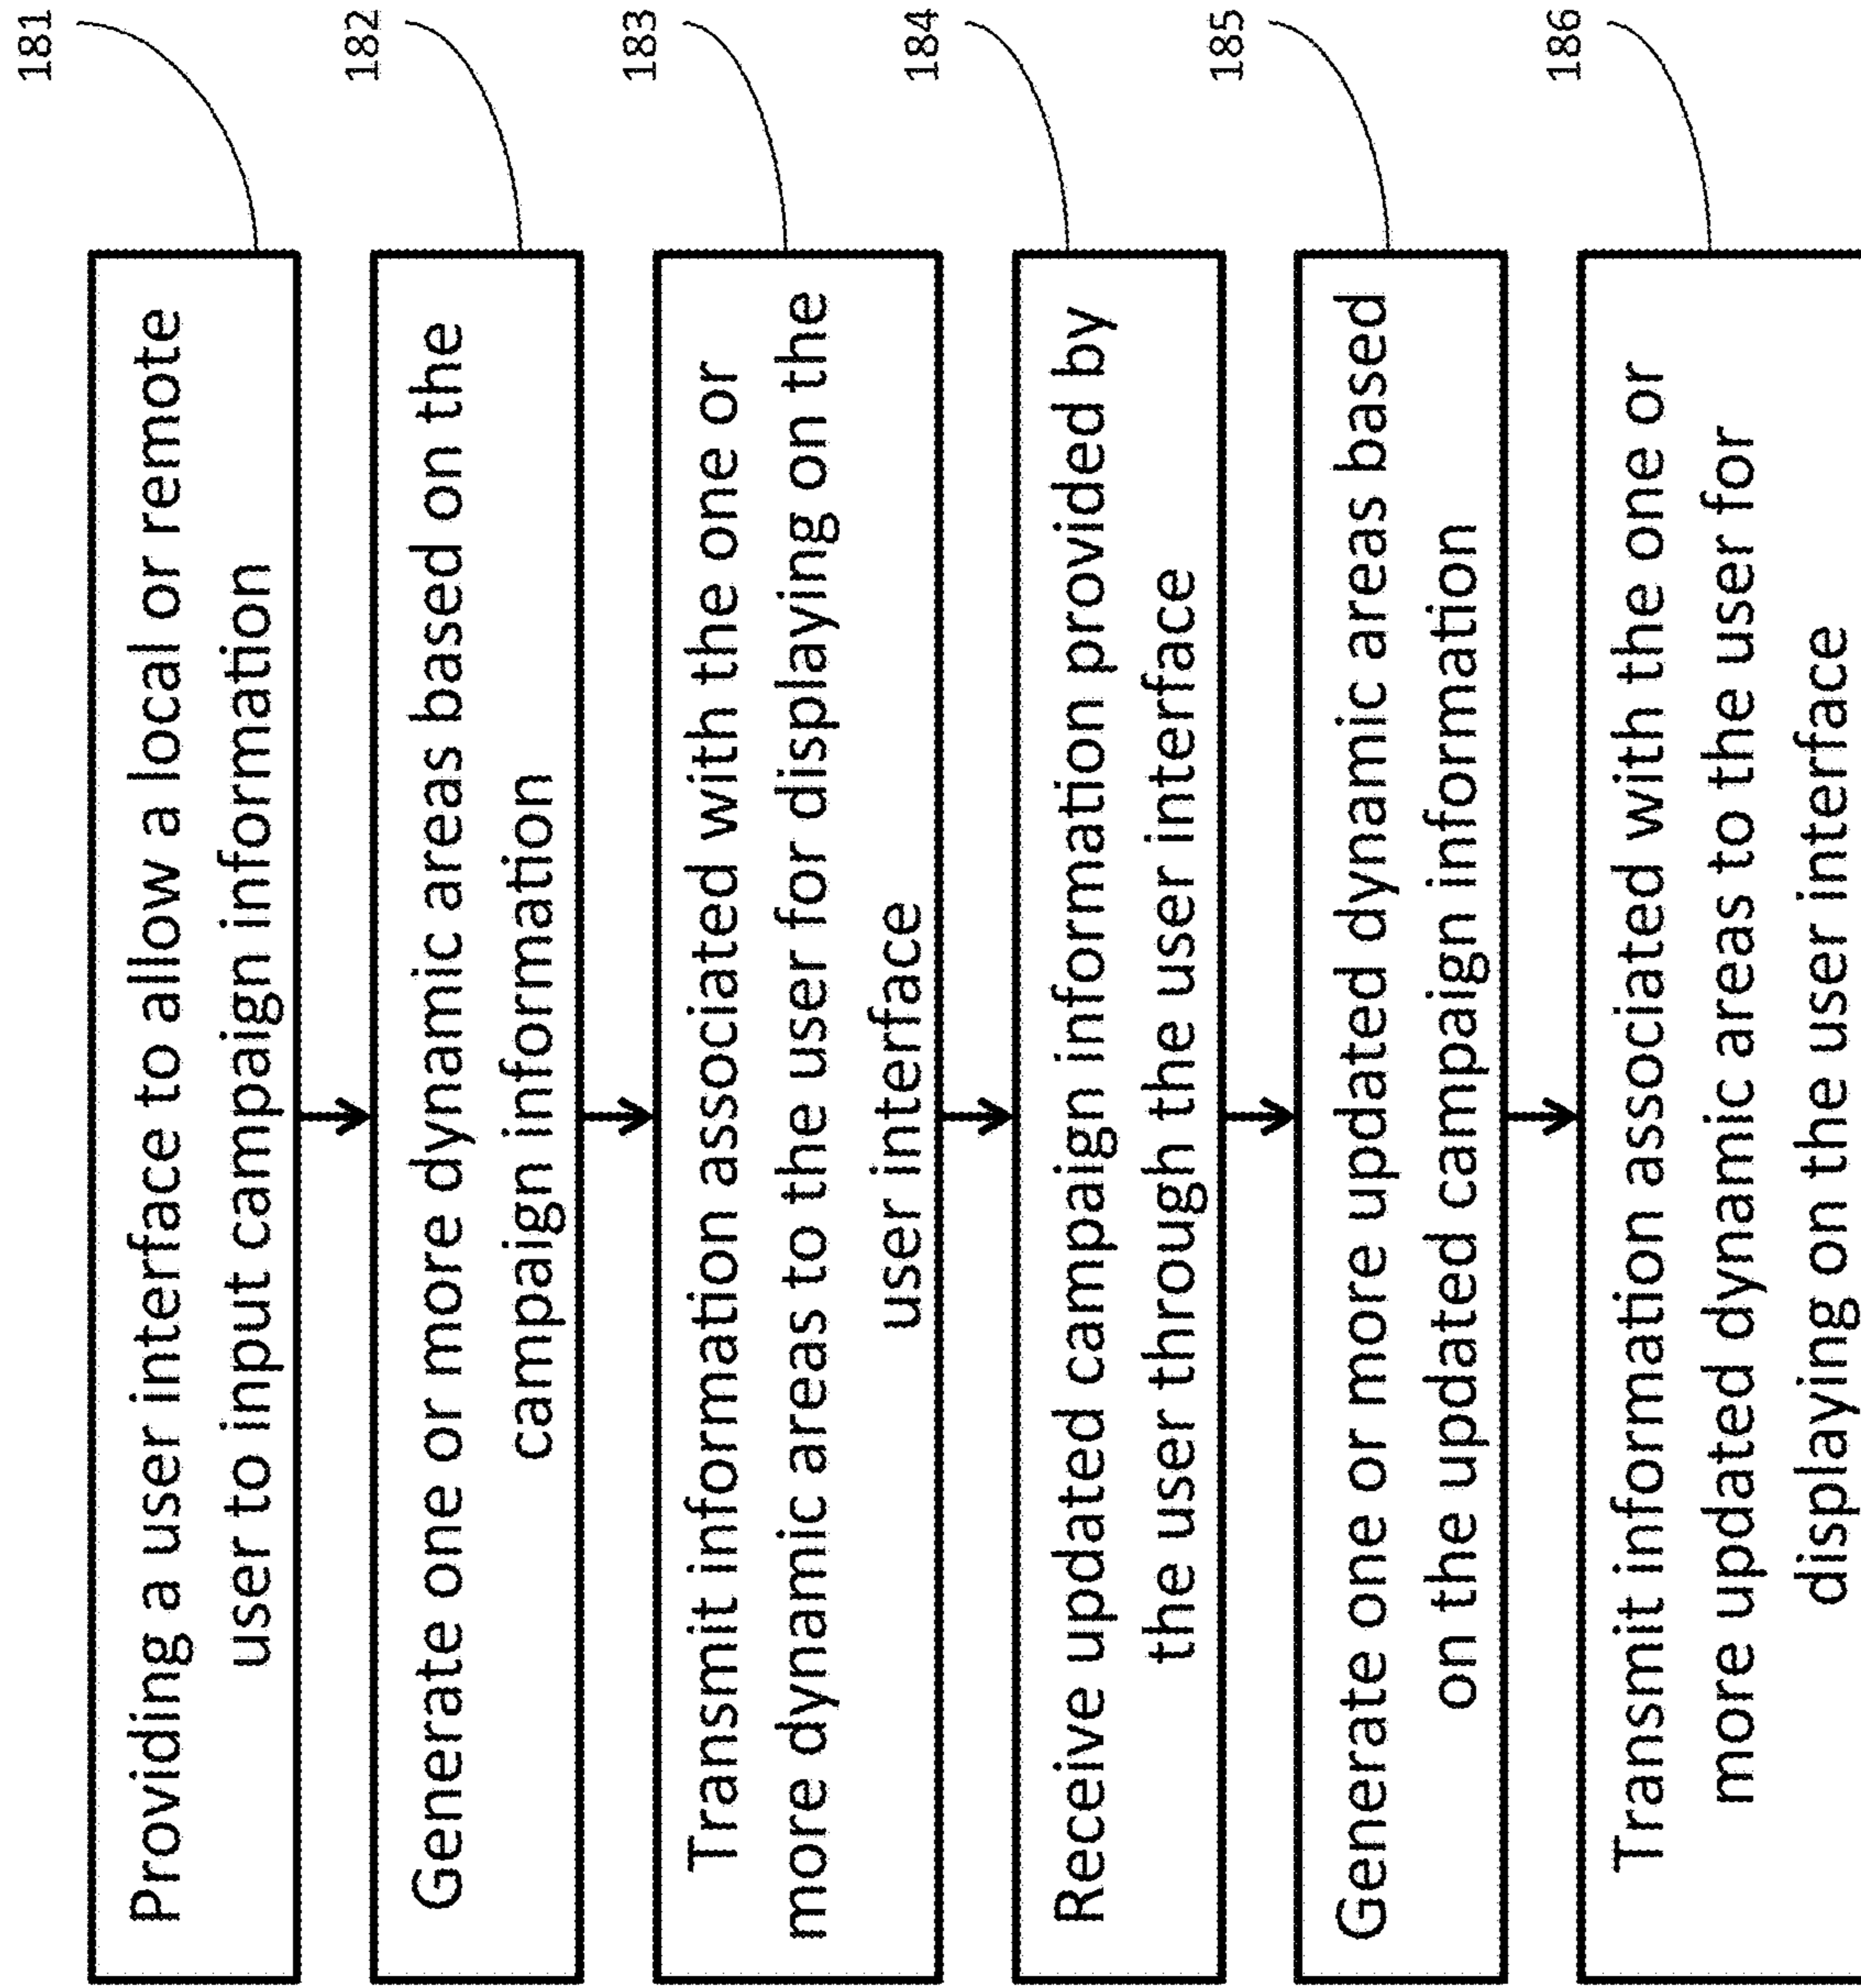 Providing a user interface to allow a local or remote
user to input campaign information
181
Generate one or more dynamic areas based on the
campaign information
182
Transmit information associated with the one or
more dynamic areas to the user for displaying on the
user interface
183
Receive updated campaign information provided by
the user through the user interface
184
Generate one or more updated dynamic areas based
on the updated campaign information
185
Transmit information associated with the one or
more updated dynamic areas to the user for
displaying on the user interface
186